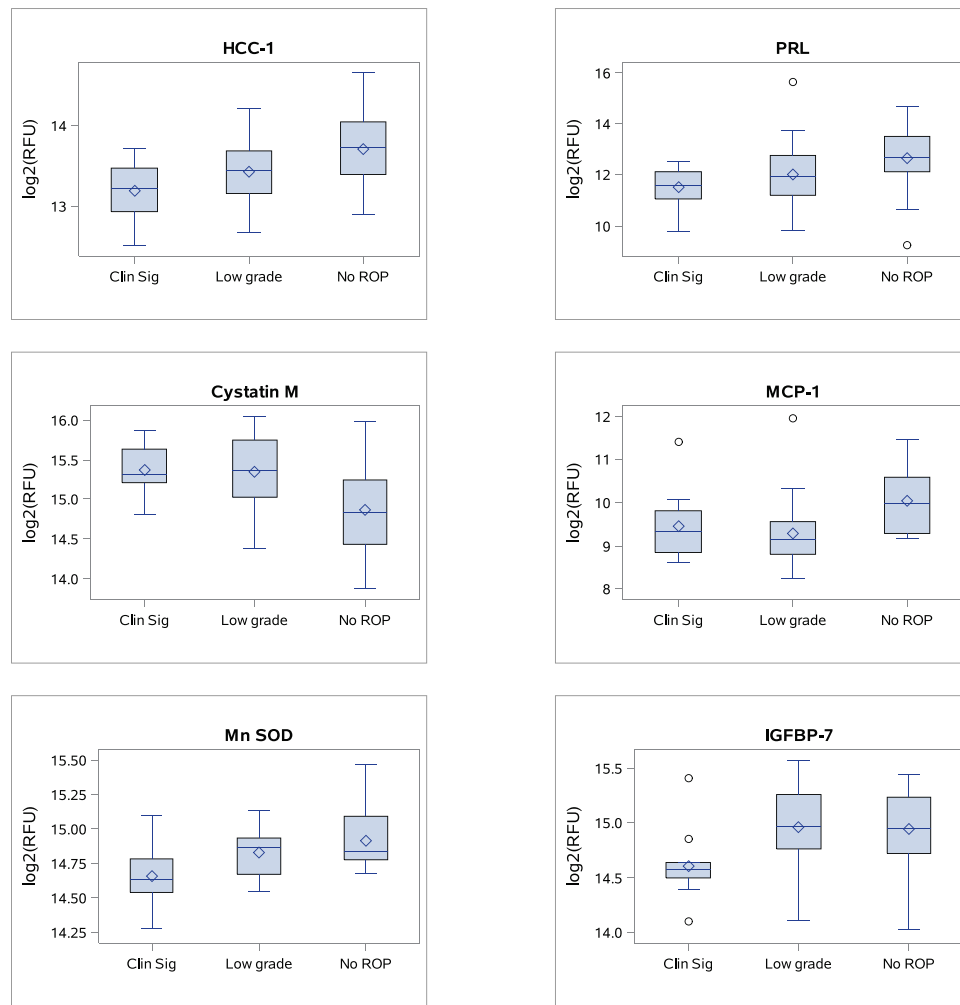 HCC-1
log2(RFU)
14
13
Clin Sig Low grade No ROP
PRL
log2(RFU)
16
14
12
10
Clin Sig Low grade No ROP
Cystatin M
log2(RFU)
16.0
15.5
15.0
14.5
14.0
Clin Sig Low grade No ROP
MCP-1
log2(RFU)
12
11
10
9
8
Clin Sig Low grade No ROP
Mn SOD
log2(RFU)
15.50
15.25
15.00
14.75
14.50
14.25
Clin Sig Low grade No ROP
IGFBP-7
log2(RFU)
15.5
15.0
14.5
14.0
Clin Sig Low grade No ROP